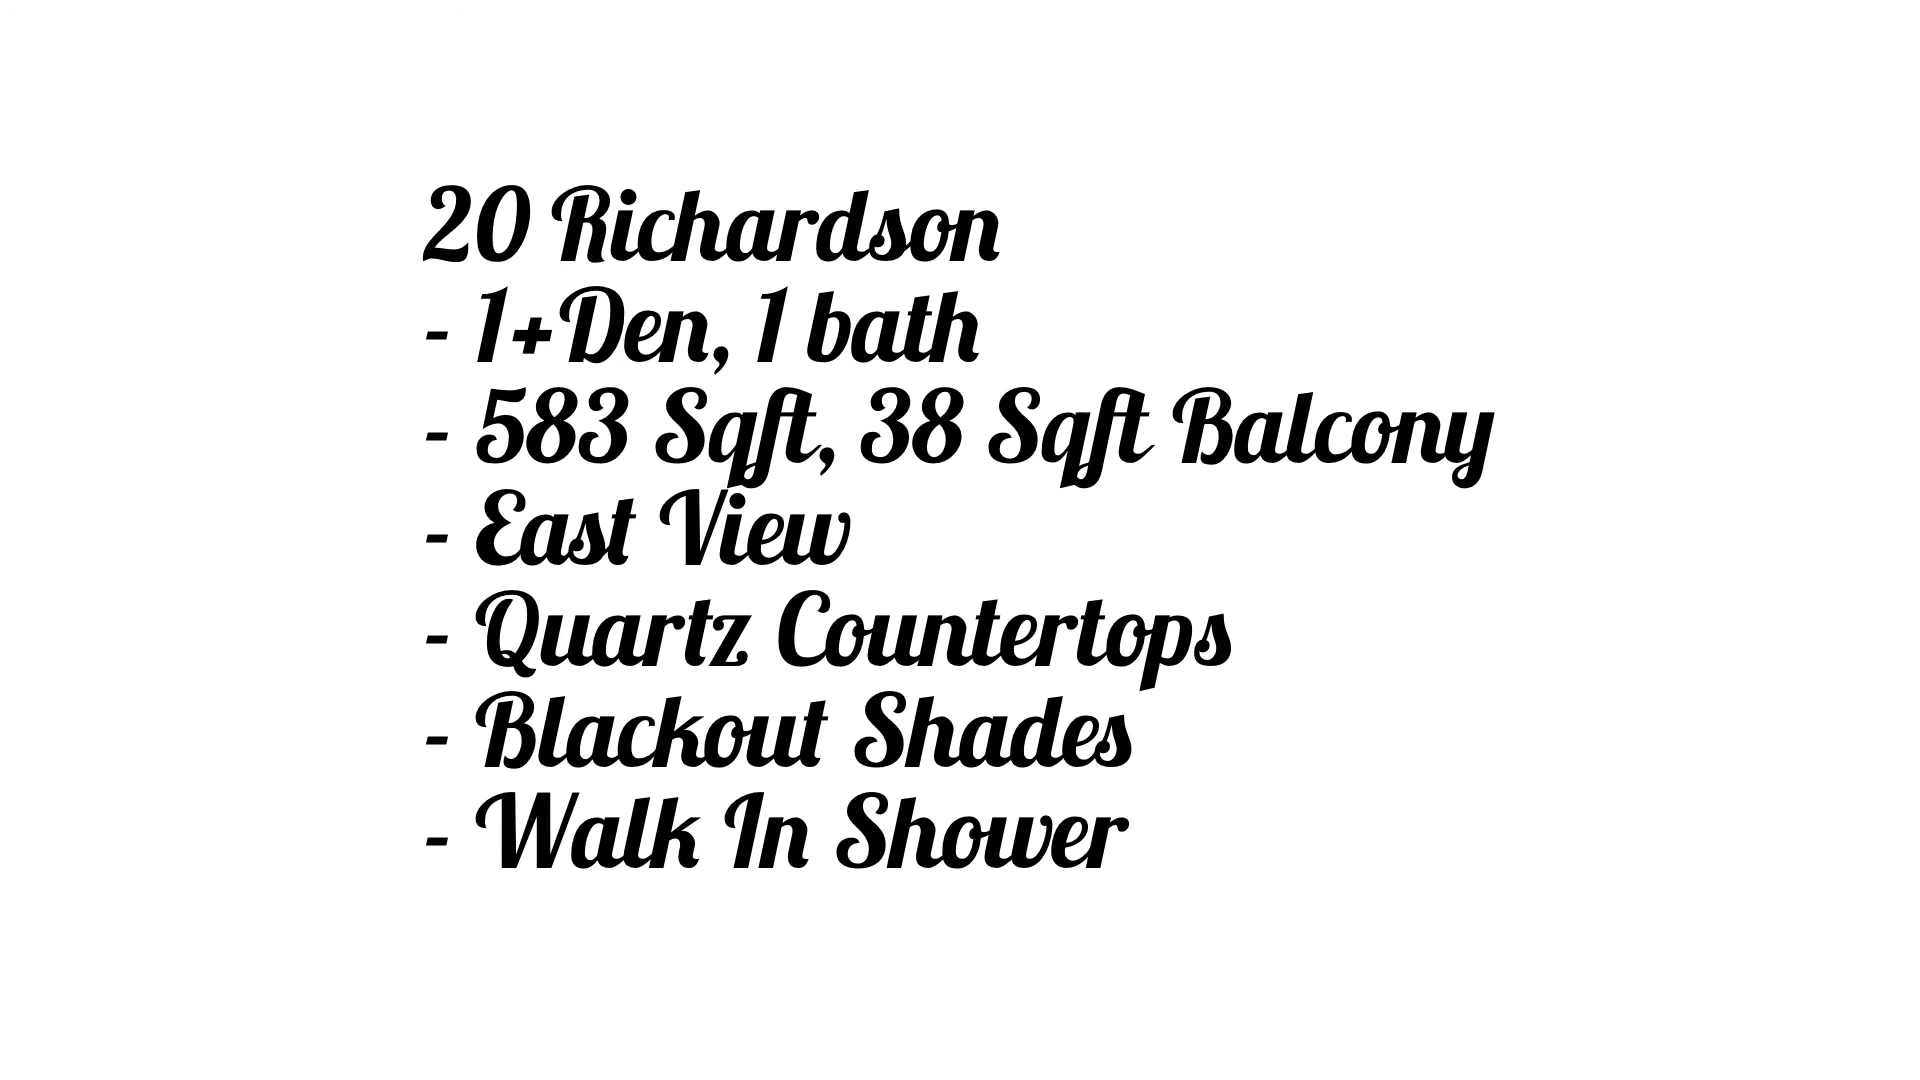 20 Richardson
- 1+Den, 1 bath
- 583 Sqft, 38 Sqft Balcony
- East View
- Quartz Countertops
- Blackout Shades
- Walk In Shower